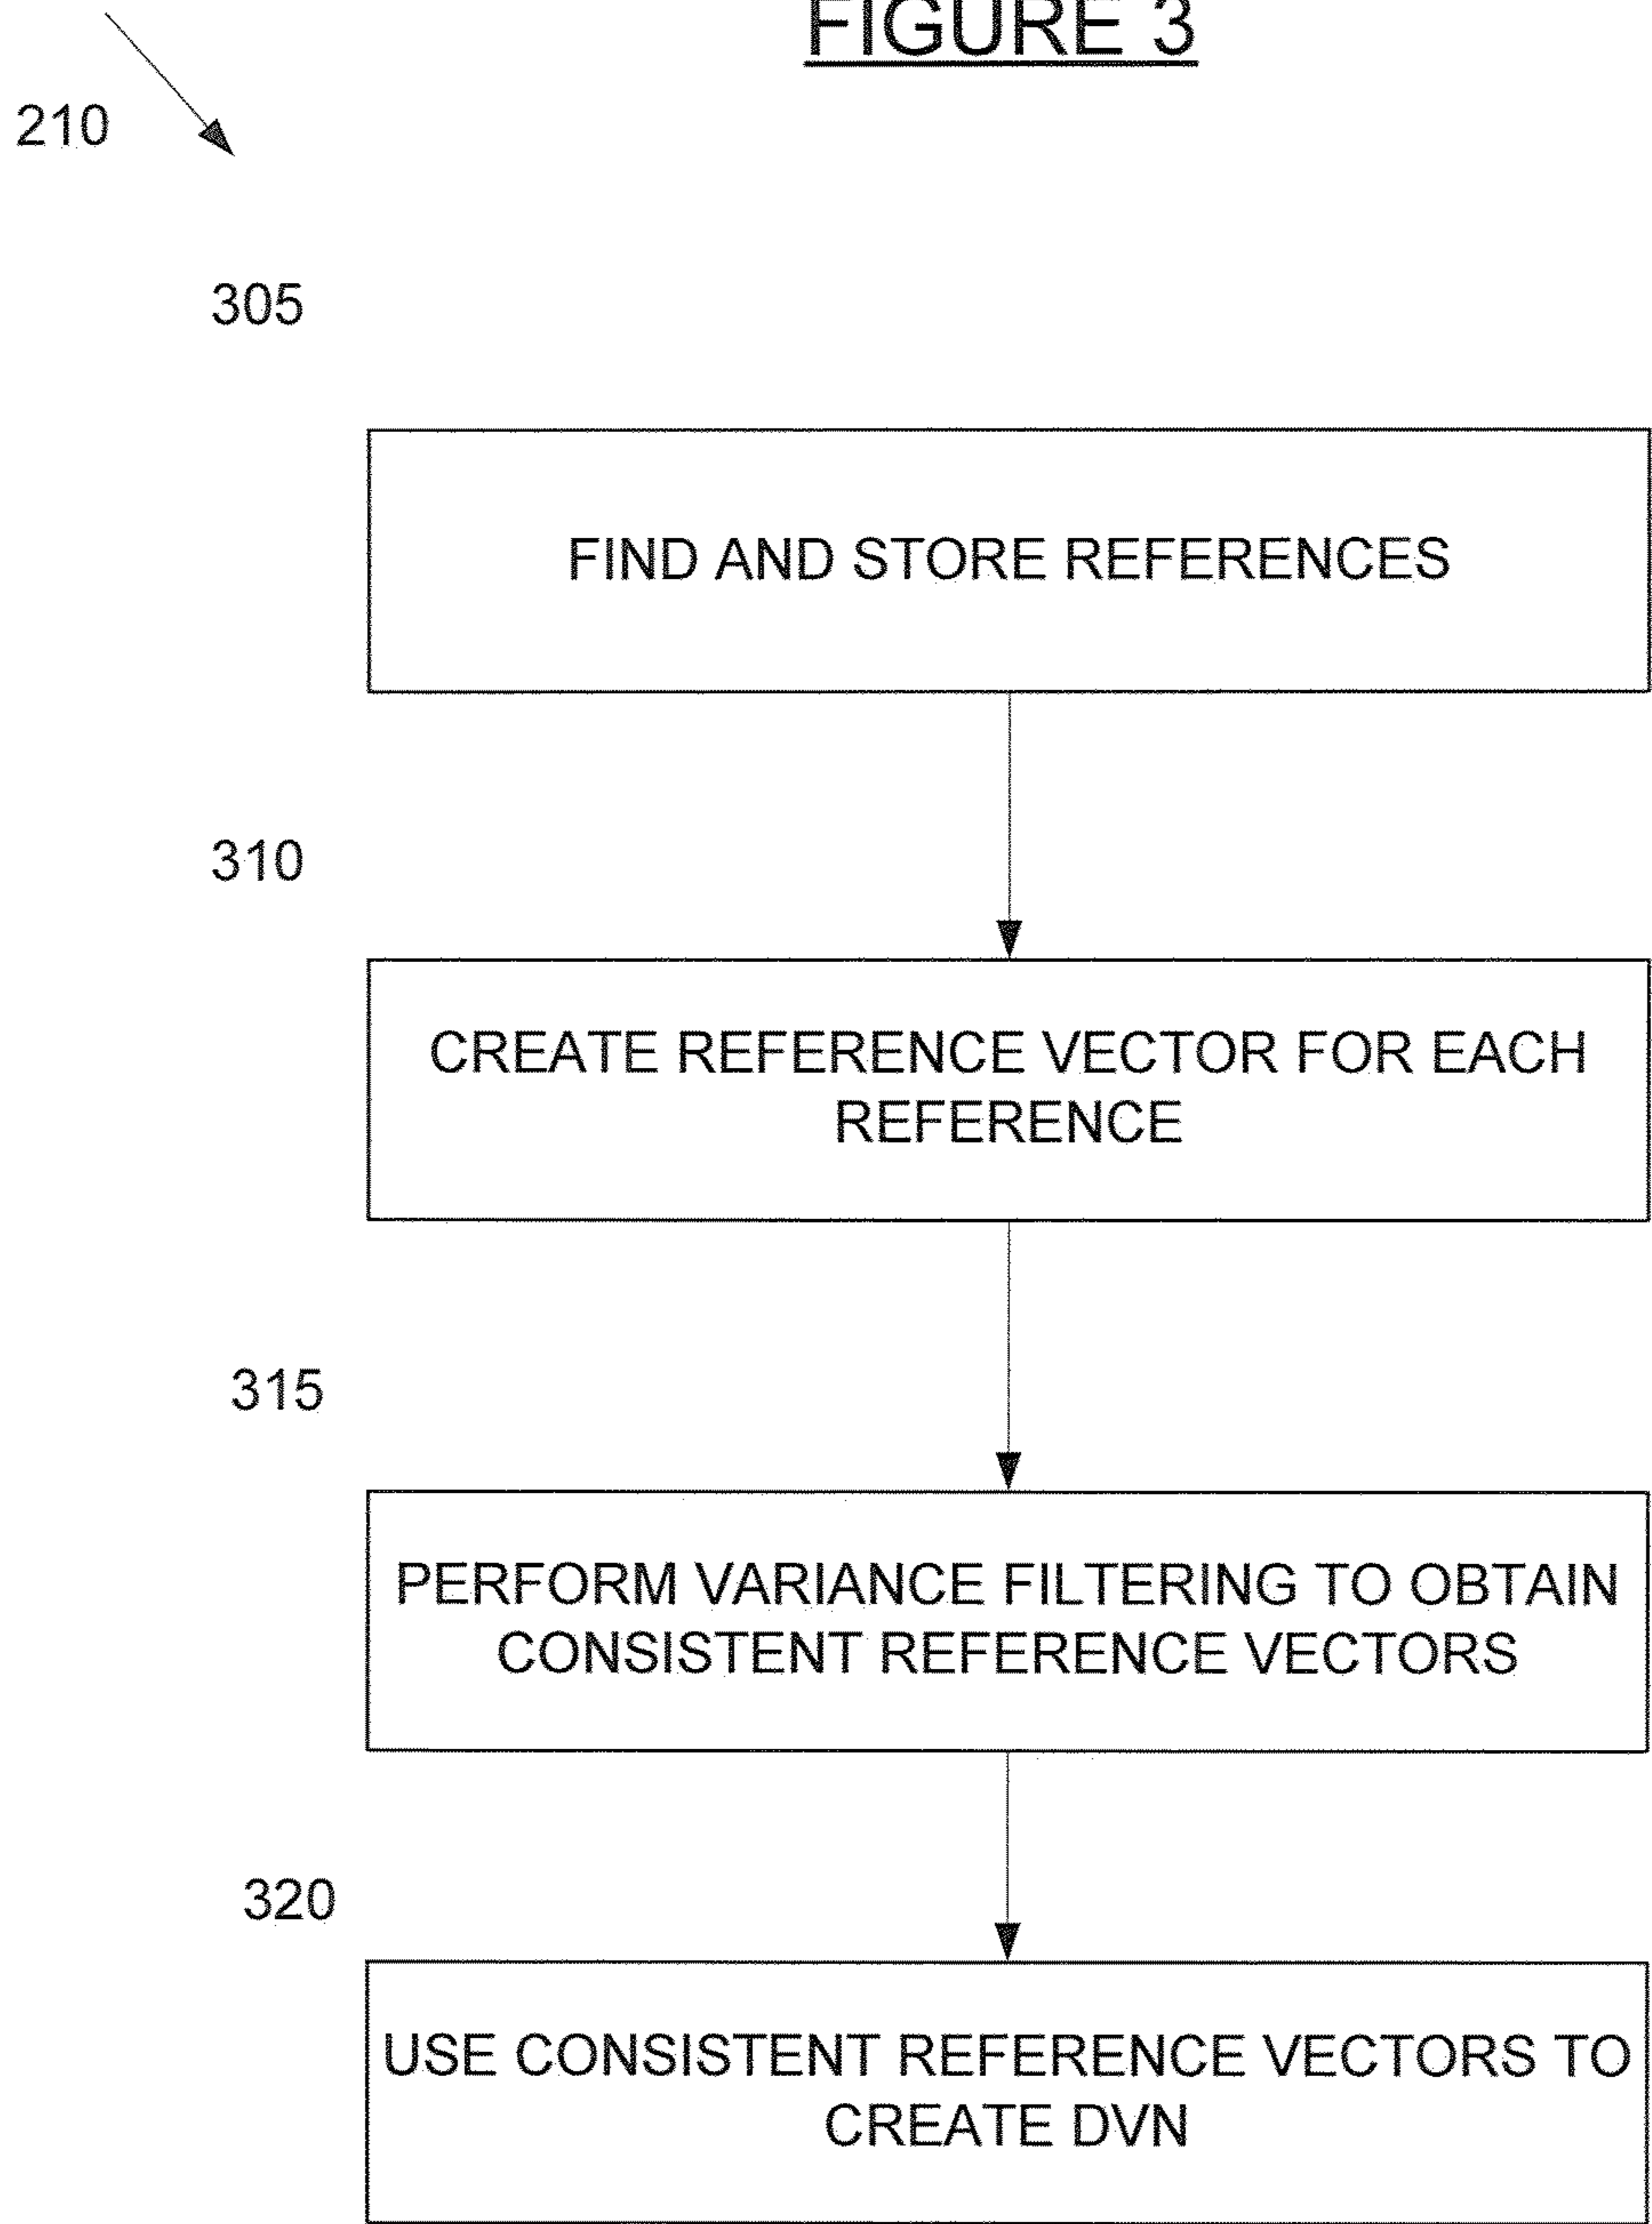 FIGURE 3
210
305
FIND AND STORE REFERENCES
310
CREATE REFERENCE VECTOR FOR EACH
REFERENCE
315
PERFORM VARIANCE FILTERING TO OBTAIN
CONSISTENT REFERENCE VECTORS
320
USE CONSISTENT REFERENCE VECTORS TO
CREATE DVN